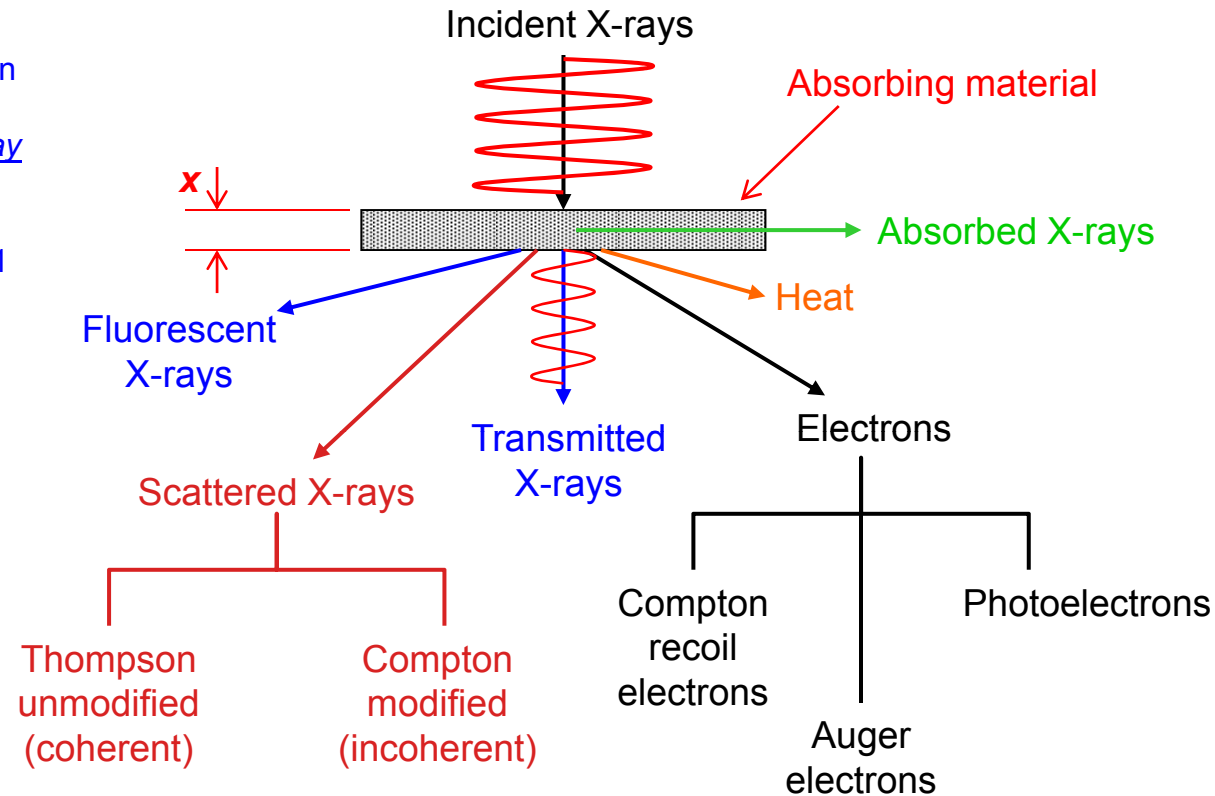 Incident X-rays
n
Absorbing material
ay
x
Absorbed X-rays
Heat
Fluorescent
X-rays
Transmitted
X-rays
Electrons
Scattered X-rays
Compton
recoil
electrons
Photoelectrons
Thompson
unmodified
(coherent)
Compton
modified
(incoherent)
Auger
electrons